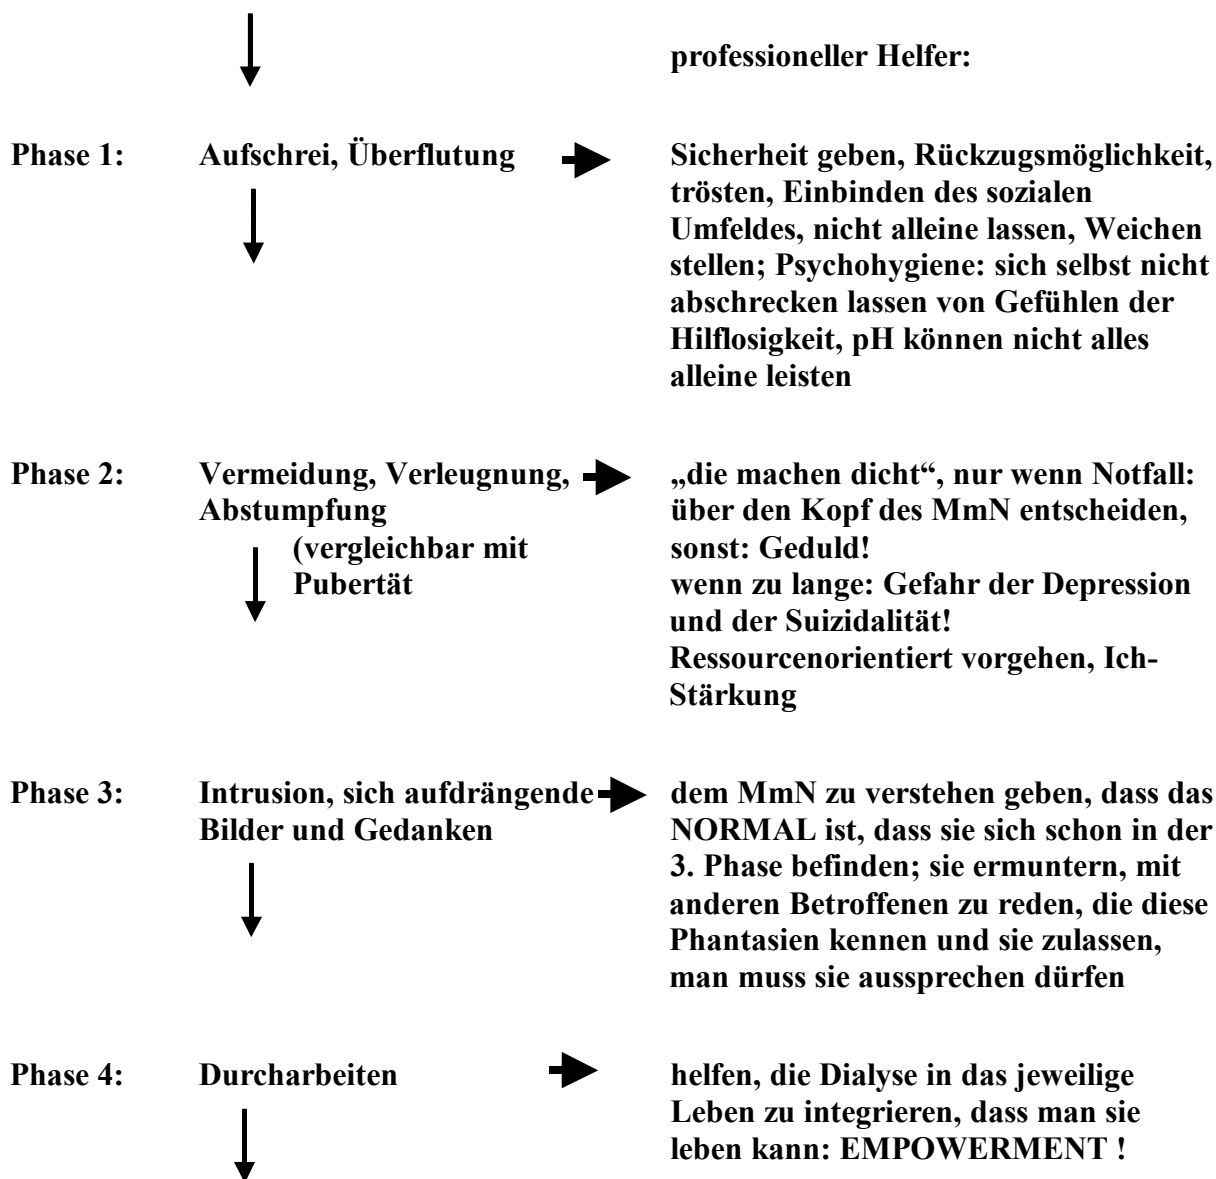 professioneller Helfer:
Phase 1: Aufschrei, Überflutung Sicherheit geben, Rückzugsmöglichkeit,
trösten, Einbinden des sozialen
Umfeldes, nicht alleine lassen, Weichen
stellen; Psychohygiene: sich selbst nicht
abschrecken lassen von Gefühlen der
Hilflosigkeit, pH können nicht alles
alleine leisten
Phase 2: Vermeidung, Verleugnung, „die machen dicht“, nur wenn Notfall:
Abstumpfung über den Kopf des MmN entscheiden,
(vergleichbar mit sonst: Geduld!
Pubertät wenn zu lange: Gefahr der Depression
und der Suizidalität!
Ressourcenorientiert vorgehen, Ich-
Stärkung
Phase 3: Intrusion, sich aufdrängende dem MmN zu verstehen geben, dass das
Bilder und Gedanken NORMAL ist, dass sie sich schon in der
3. Phase befinden; sie ermuntern, mit
anderen Betroffenen zu reden, die diese
Phantasien kennen und sie zulassen,
man muss sie aussprechen dürfen
Phase 4: Durcharbeiten helfen, die Dialyse in das jeweilige
Leben zu integrieren, dass man sie
leben kann: EMPOWERMENT !